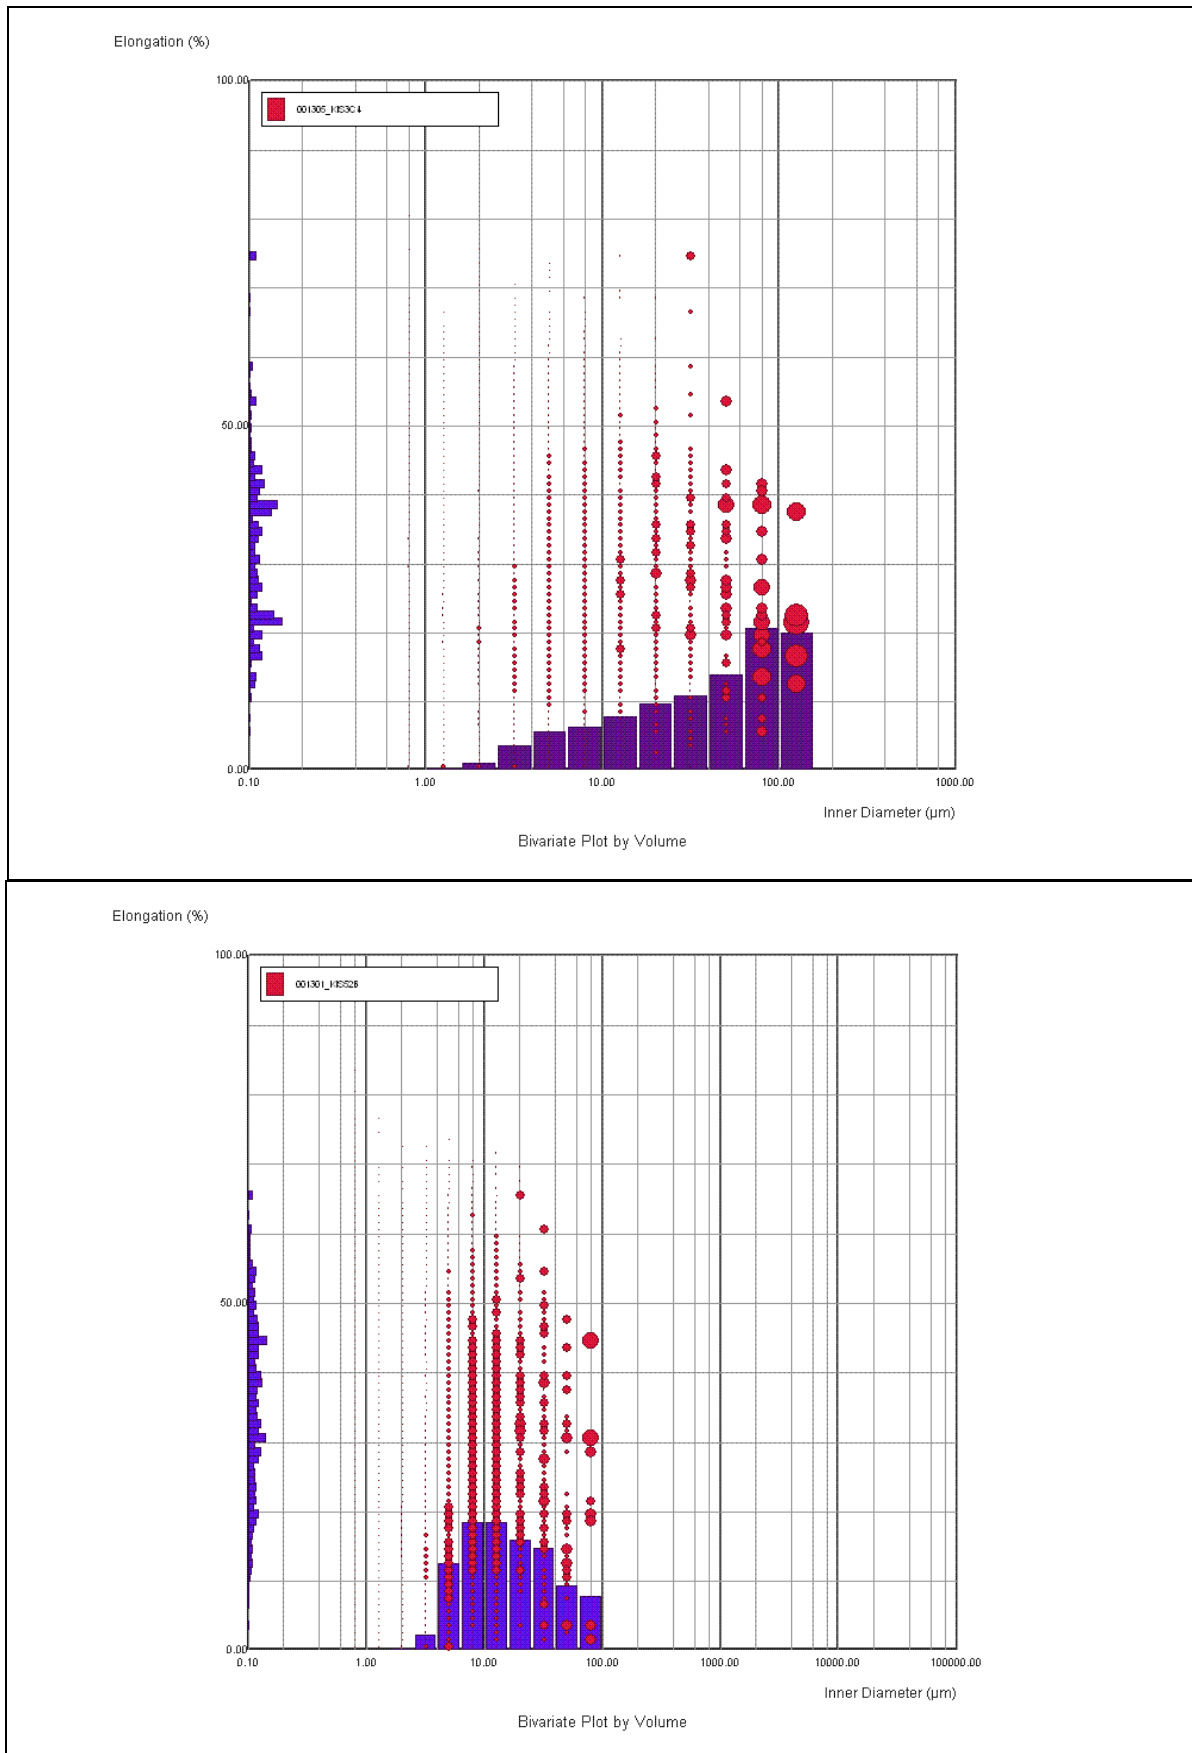 Elongation (%)
100.00
001305_KIS3C4
50.00
0.00
0.10 1.00 10.00 100.00 1000.00
Inner Diameter (µm)
Bivariate Plot by Volume
Elongation (%)
100.00
001301_KIS52B
50.00
0.00
0.10 1.00 10.00 100.00 1000.00 10000.00 100000.00
Inner Diameter (µm)
Bivariate Plot by Volume